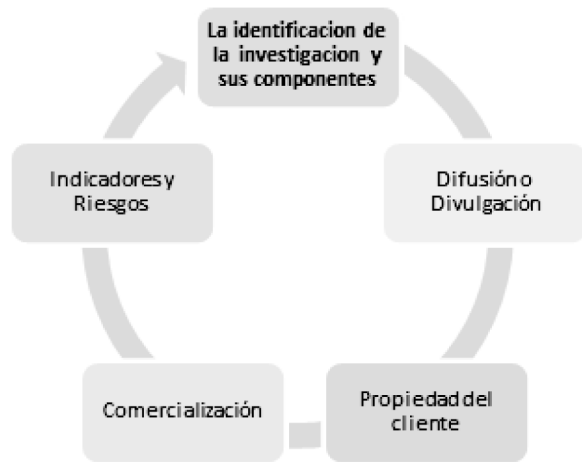 La identificacion de
la investigacion y
sus componentes
Difusión o
Divulgación
Propiedad del
cliente
Comercialización
Indicadores y
Riesgos